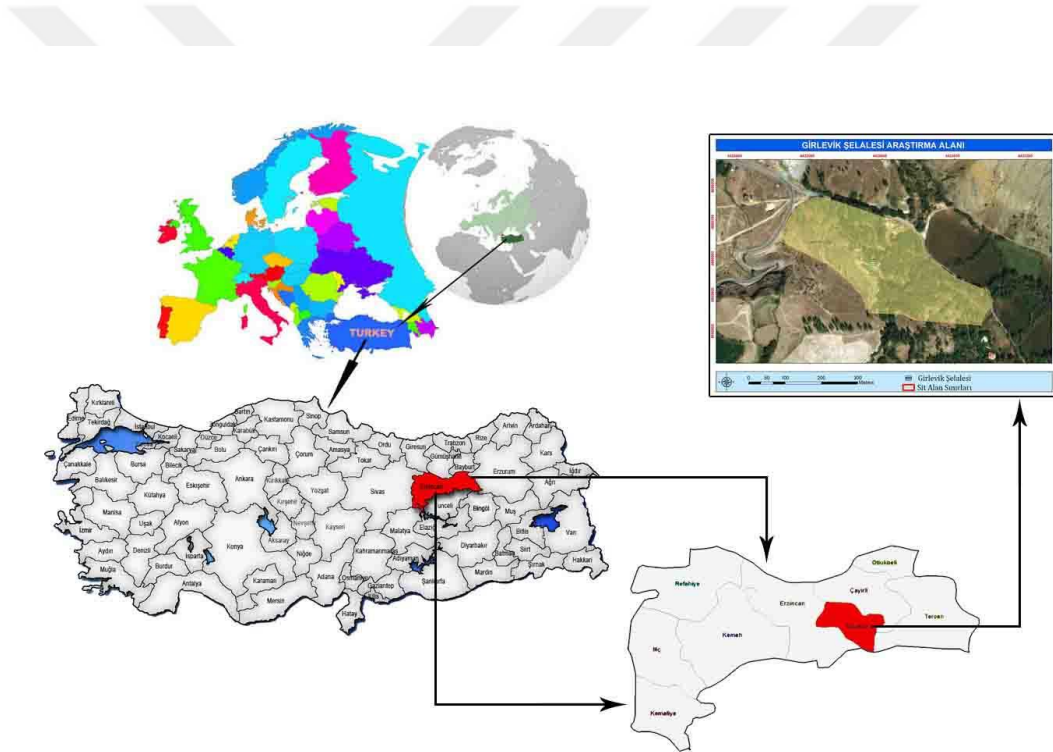 TURKEY
GİRLEVİK ŞELALESİ ARAŞTIRMA ALANI
Girlevik Şelalesi
Sit Alan Sınırları
Kırklareli
Edirne
Tekirdağ
İstanbul
Kocaeli
Sakarya
Düzce
Bolu
Zonguldak
Bartın
Karabük
Kastamonu
Sinop
Çankırı
Çorum
Samsun
Amasya
Tokat
Ordu
Giresun
Gümüşhane
Trabzon
Rize
Bayburt
Artvin
Ardahan
Kars
Iğdır
Erzurum
Ağrı
Çanakkale
Balıkesir
Bursa
Bilecik
Kütahya
Eskişehir
Ankara
Kırıkkale
Kırşehir
Yozgat
Sivas
Tunceli
Bingöl
Muş
Manisa
İzmir
Uşak
Afyon
Konya
Aksaray
Nevşehir
Kayseri
Malatya
Elazığ
Bitlis
Van
Aydın
Denizli
Isparta
Burdur
Muğla
Antalya
Karaman
Niğde
Mersin
Adana
Osmaniye
Kahramanmaraş
Adıyaman
Gaziantep
Kilis
Hatay
Şanlıurfa
Diyarbakır
Batman
Mardin
Siirt
Şırnak
Hakkari
Refahiye
Otlukbeli
Çayırlı
Erzincan
Tercan
Kemah
İliç
Kemaliye